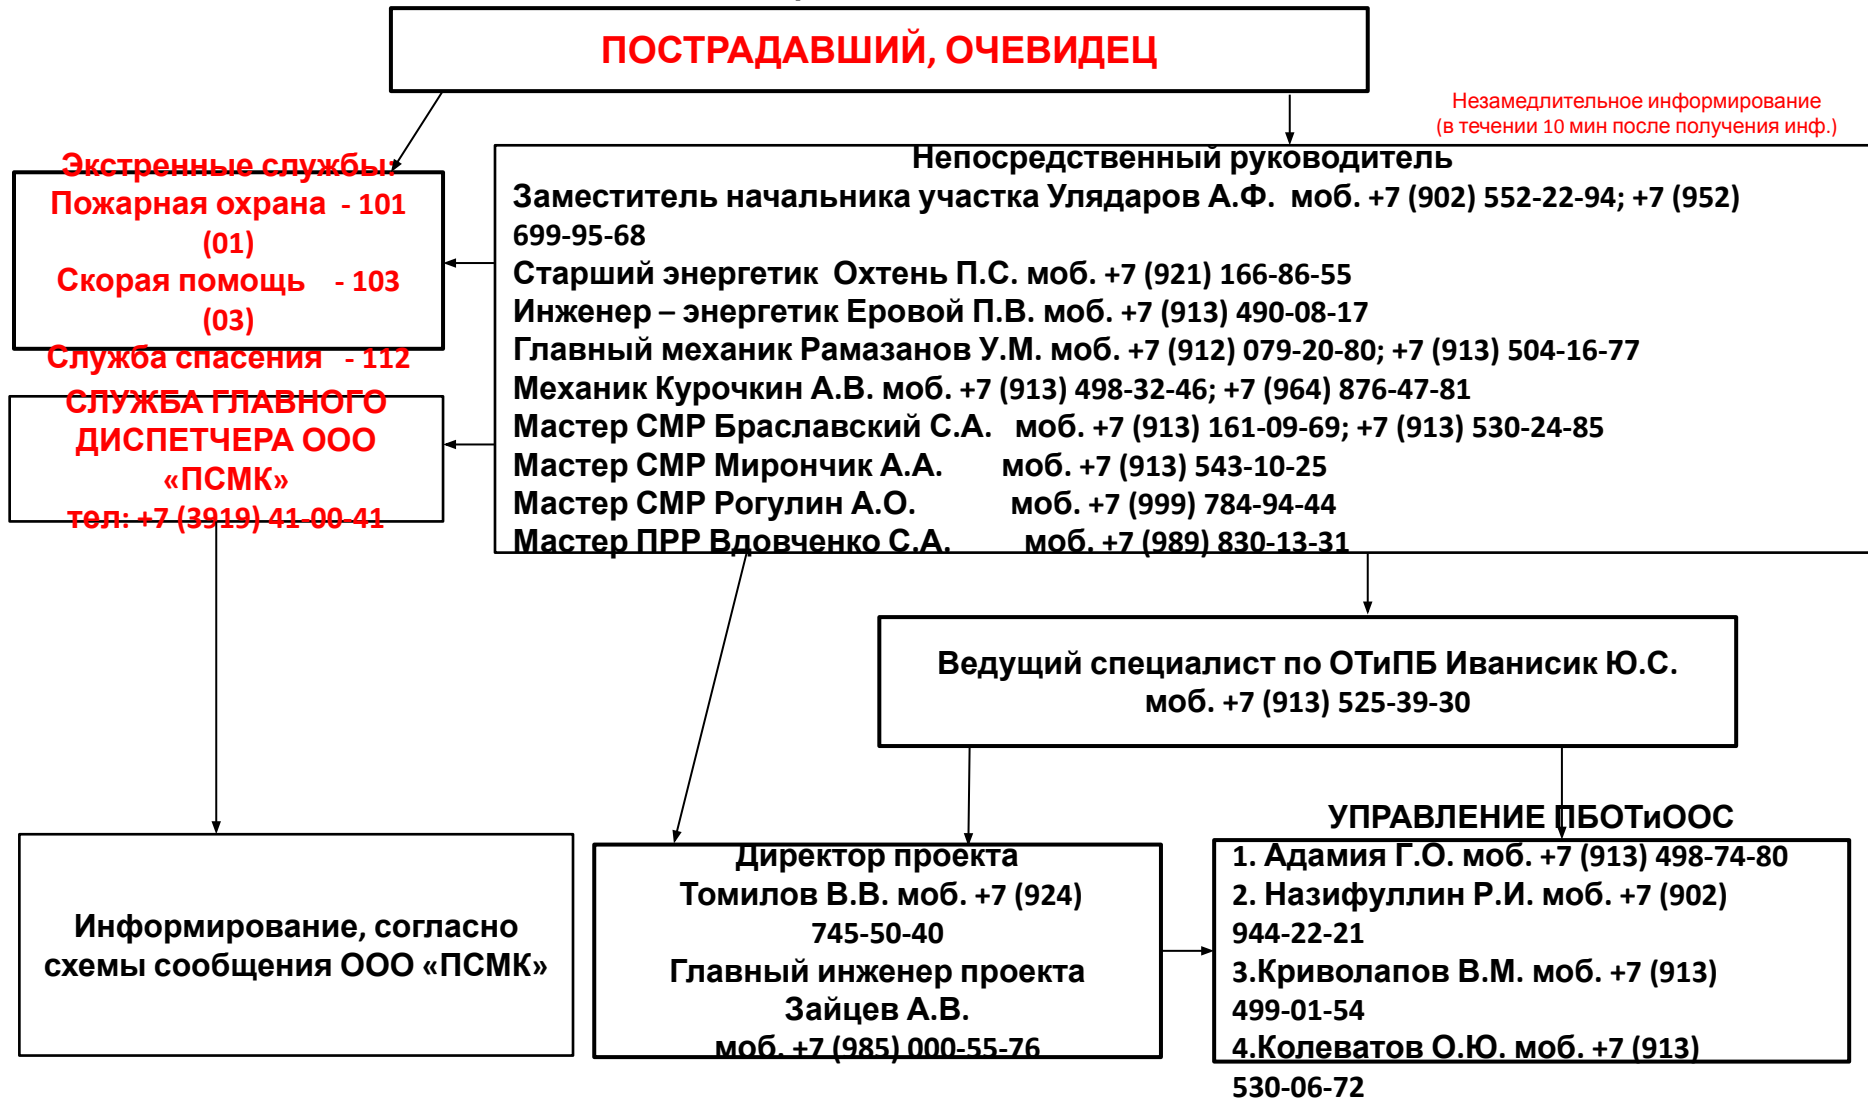 ПОСТРАДАВШИЙ, ОЧЕВИДЕЦ
Незамедлительное информирование
(в течении 10 мин после получения инф.)
Экстренные службы:
Пожарная охрана - 101
(01)
Скорая помощь - 103
(03)
Служба спасения - 112
СЛУЖБА ГЛАВНОГО
ДИСПЕТЧЕРА ООО
«ПСМК»
тел: +7 (3919) 41-00-41
Непосредственный руководитель
Заместитель начальника участка Улядаров А.Ф. моб. +7 (902) 552-22-94; +7 (952)
699-95-68
Старший энергетик Охтень П.С. моб. +7 (921) 166-86-55
Инженер – энергетик Еровой П.В. моб. +7 (913) 490-08-17
Главный механик Рамазанов У.М. моб. +7 (912) 079-20-80; +7 (913) 504-16-77
Механик Курочкин А.В. моб. +7 (913) 498-32-46; +7 (964) 876-47-81
Мастер СМР Браславский С.А. моб. +7 (913) 161-09-69; +7 (913) 530-24-85
Мастер СМР Мирончик А.А. моб. +7 (913) 543-10-25
Мастер СМР Рогулин А.О. моб. +7 (999) 784-94-44
Мастер ПРР Вдовченко С.А. моб. +7 (989) 830-13-31
Ведущий специалист по ОТиПБ Иванисик Ю.С.
моб. +7 (913) 525-39-30
Информирование, согласно
схемы сообщения ООО «ПСМК»
Директор проекта
Томилов В.В. моб. +7 (924)
745-50-40
Главный инженер проекта
Зайцев А.В.
моб. +7 (985) 000-55-76
УПРАВЛЕНИЕ ПБОТиООС
1. Адамия Г.О. моб. +7 (913) 498-74-80
2. Назифуллин Р.И. моб. +7 (902)
944-22-21
3.Криволапов В.М. моб. +7 (913)
499-01-54
4.Колеватов О.Ю. моб. +7 (913)
530-06-72